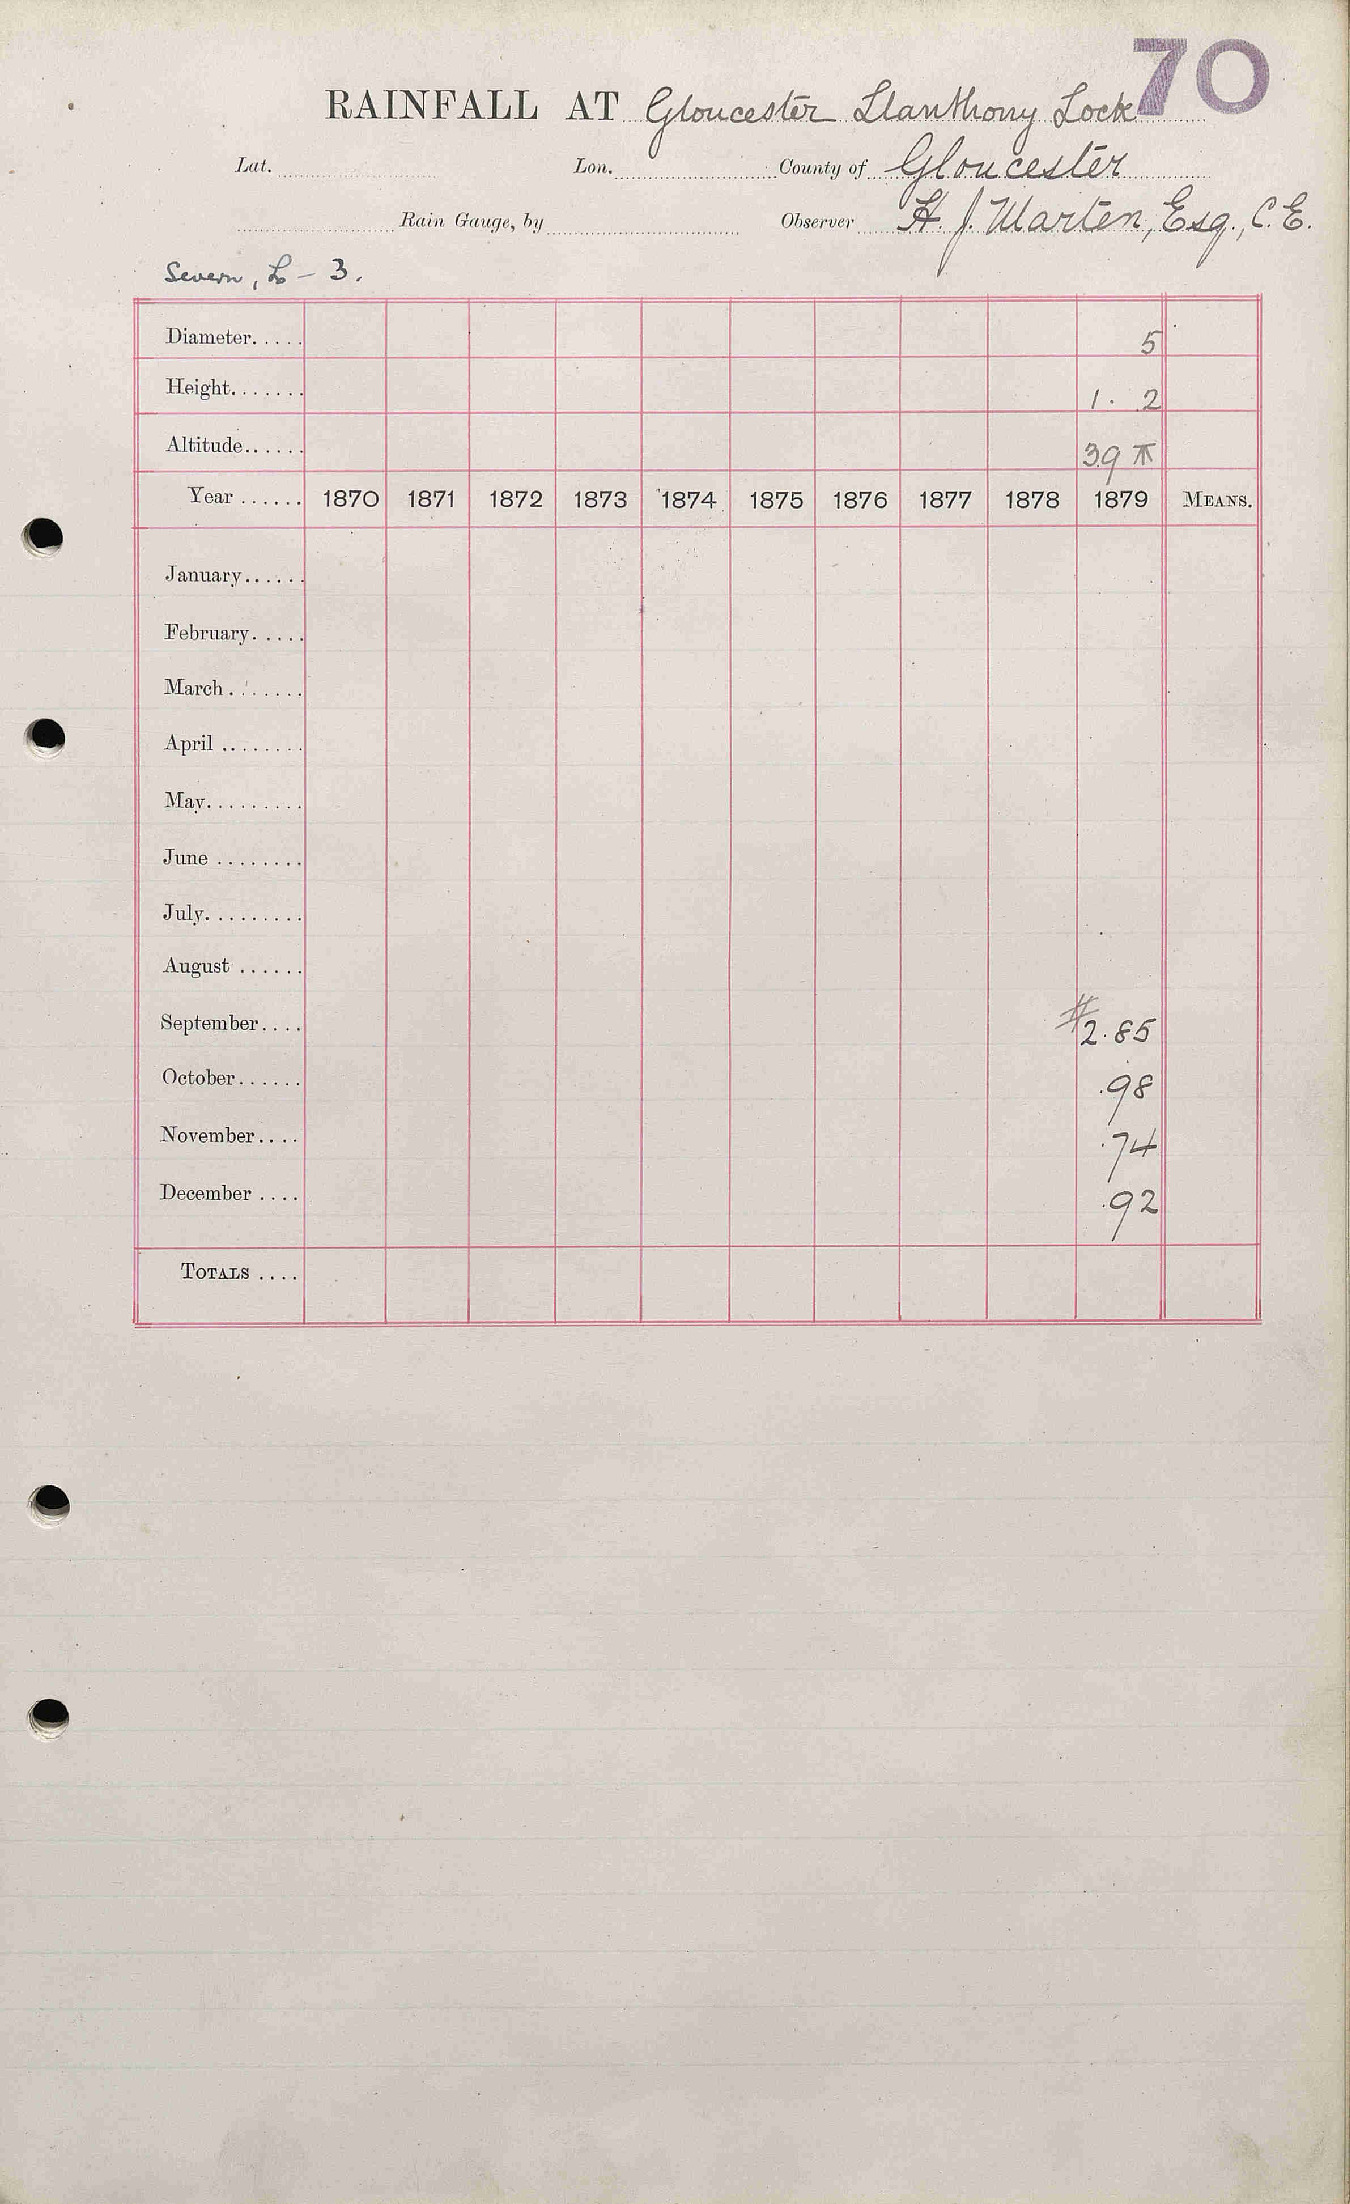 70
RAINFALL AT Gloucester Llanthony Lock
Lat. Lon. County of Gloucester
Rain Gauge, by Observer H. J. Marten, Esq., C.E.
Severn, L - 3.
Diameter..... 5
Height....... 1. 2
Altitude...... 39
Year ...... 1870 1871 1872 1873 1874 1875 1876 1877 1878 1879 MEANS.
January......
February.....
March.......
April ........
May.........
June ........
July.........
August ......
September.... # 2.85
October...... .98
November.... .74
December .... .92
TOTALS ....